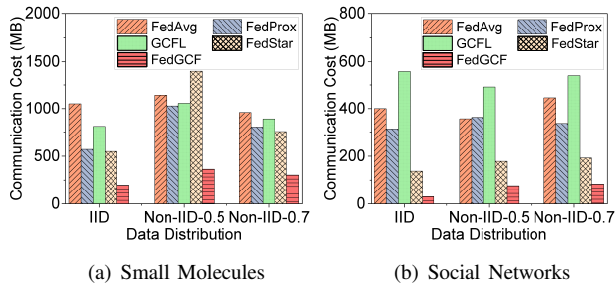 2000
1500
1000
500
0
Communication Cost (MB)
FedAvg
FedProx
GCFL
FedStar
FedGCF
IID
Non-IID-0.5
Non-IID-0.7
Data Distribution
(a) Small Molecules
800
600
400
200
0
Communication Cost (MB)
FedAvg
FedProx
GCFL
FedStar
FedGCF
IID
Non-IID-0.5
Non-IID-0.7
Data Distribution
(b) Social Networks